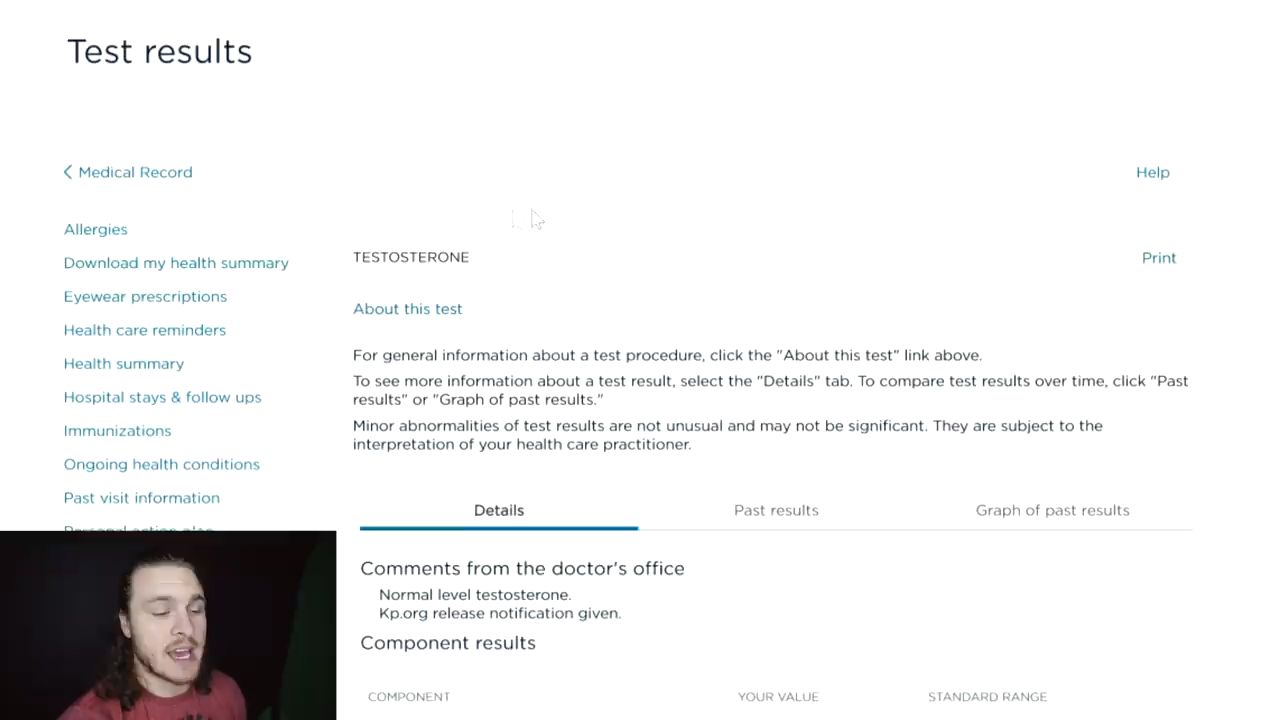 Test results
Medical Record
Help
Allergies
Download my health summary
Eyewear prescriptions
Health care reminders
Health summary
Hospital stays & follow ups
Immunizations
Ongoing health conditions
Past visit information
Personal action plan
TESTOSTERONE
Print
About this test
For general information about a test procedure, click the "About this test" link above.
To see more information about a test result, select the "Details" tab. To compare test results over time, click "Past
results" or "Graph of past results."
Minor abnormalities of test results are not unusual and may not be significant. They are subject to the
interpretation of your health care practitioner.
Details
Past results
Graph of past results
Comments from the doctor's office
Normal level testosterone.
Kp.org release notification given.
Component results
COMPONENT
YOUR VALUE
STANDARD RANGE